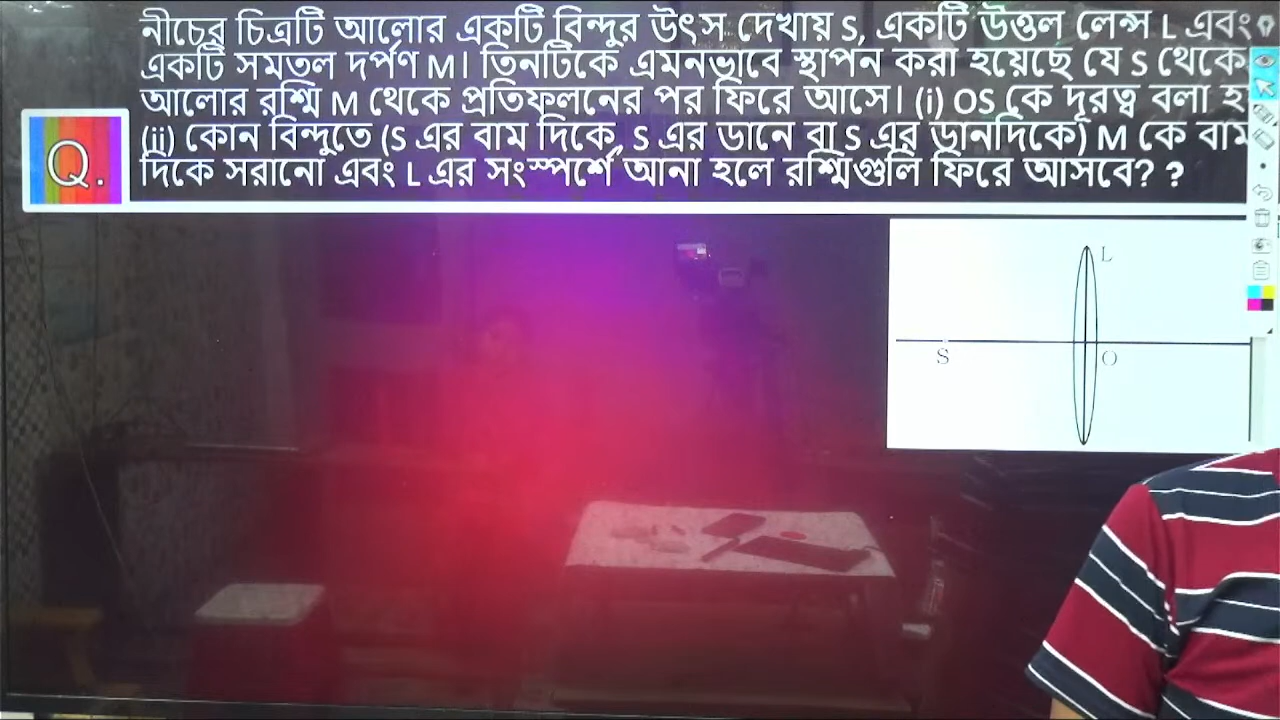 নীচের চিত্রটি আলোর একটি বিন্দুর উৎস দেখায় S, একটি উত্তল লেন্স L এবং
একটি সমতল দর্পণ M। তিনটিকে এমনভাবে স্থাপন করা হয়েছে যে S থেকে
আলোর রশ্মি M থেকে প্রতিফলনের পর ফিরে আসে। (i) OS কে দূরত্ব বলা
(ii) কোন বিন্দুতে (S এর বাম দিকে, S এর ডানে বা S এর ডানদিকে) M কে বাম
Q.
দিকে সরানো এবং L এর সংস্পর্শে আনা হলে রশ্মিগুলি ফিরে আসবে? ?
L
S
O